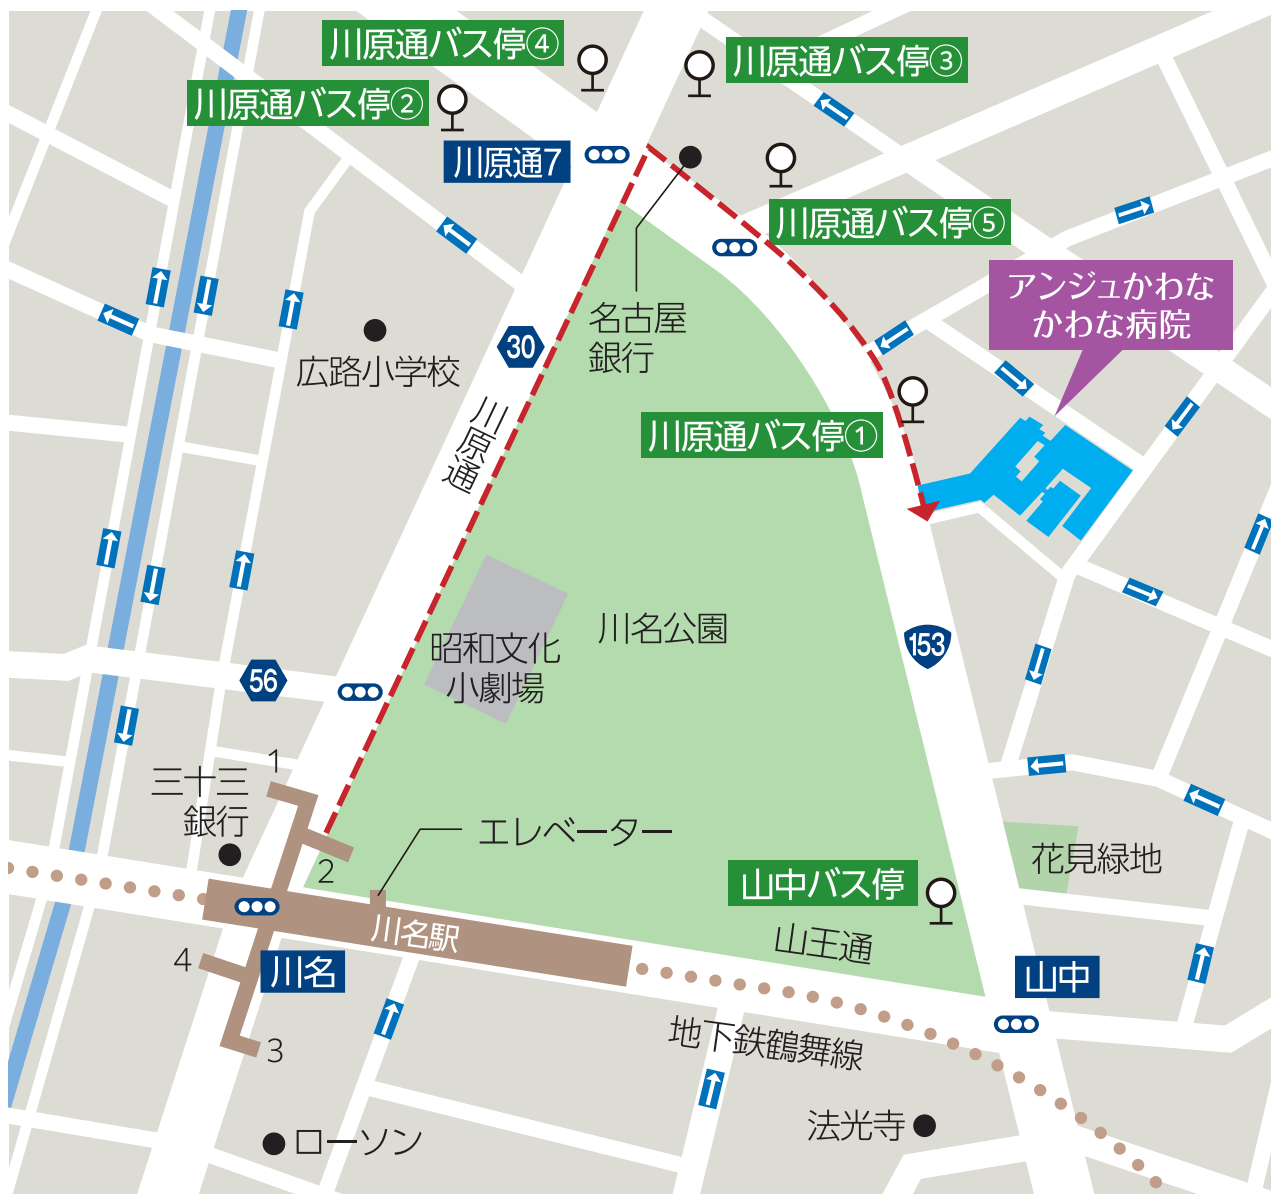 川原通バス停④
川原通バス停③
川原通バス停②
川原通7
川原通バス停⑤
アンジュかわな
かわな病院
名古屋
銀行
30
広路小学校
川原通
川原通バス停①
川名公園
昭和文化
小劇場
153
56
1
三十三
銀行
エレベーター
2
花見緑地
山中バス停
川名駅
山王通
4
川名
山中
3
地下鉄鶴舞線
法光寺
ローソン